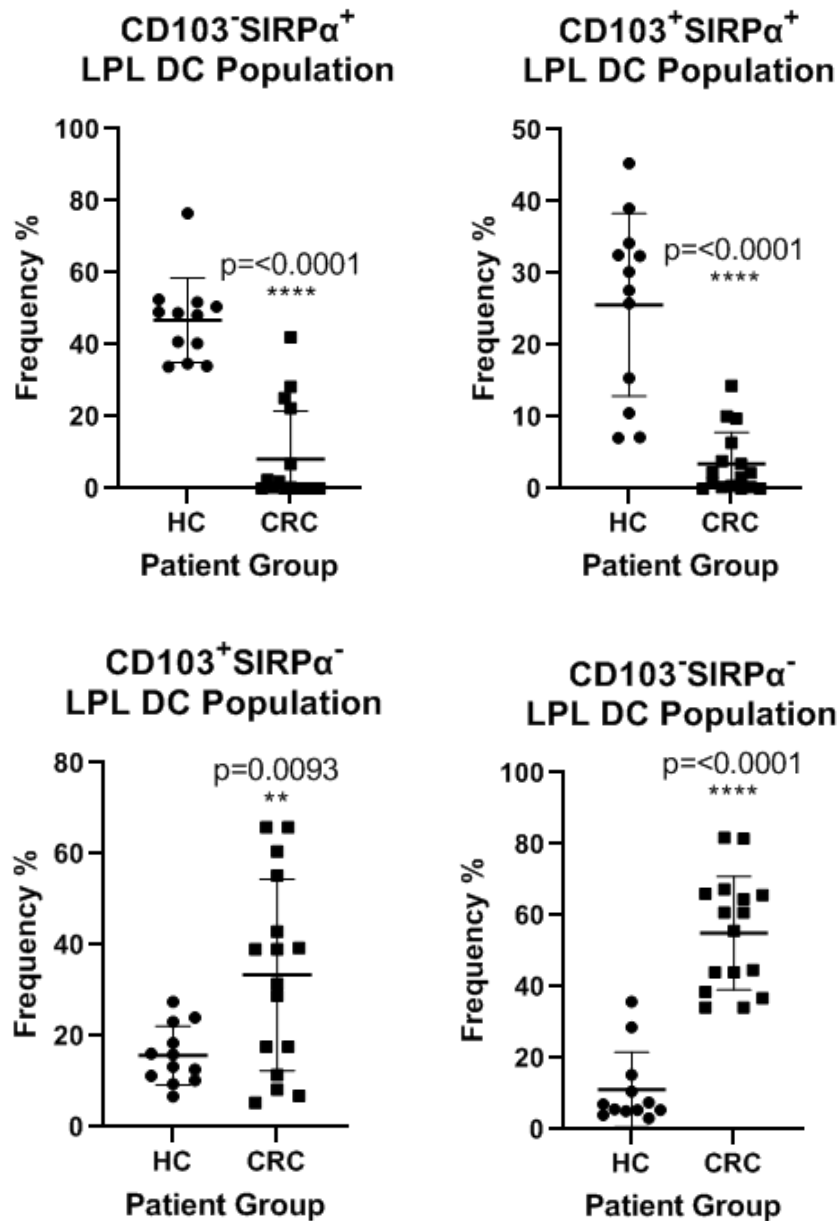 CD103⁻SIRPα⁺
LPL DC Population
100
80
60
40
20
0
Frequency %
p=<0.0001
****
HC
CRC
Patient Group
CD103⁺SIRPα⁺
LPL DC Population
50
40
30
20
10
0
Frequency %
p=<0.0001
****
HC
CRC
Patient Group
CD103⁺SIRPα⁻
LPL DC Population
80
60
40
20
0
Frequency %
p=0.0093
**
HC
CRC
Patient Group
CD103⁻SIRPα⁻
LPL DC Population
100
80
60
40
20
0
Frequency %
p=<0.0001
****
HC
CRC
Patient Group